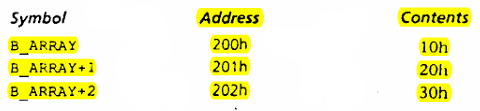 Symbol Address Contents
B_ARRAY 200h 10h
B_ARRAY+1 201h 20h
B_ARRAY+2 202h 30h